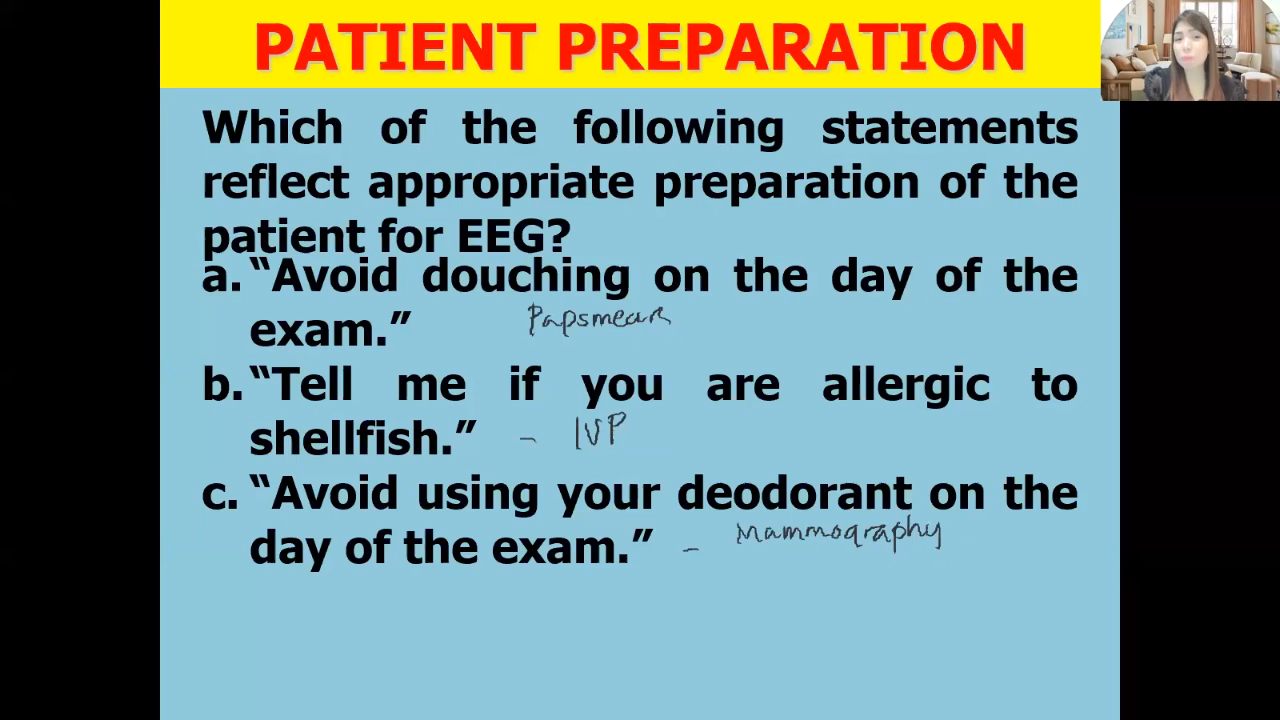 PATIENT PREPARATION
Which of the following statements
reflect appropriate preparation of the
patient for EEG?
a. “Avoid douching on the day of the
exam.” Papsmear
b. “Tell me if you are allergic to
shellfish.” - IVP
c. “Avoid using your deodorant on the
day of the exam.” - Mammography